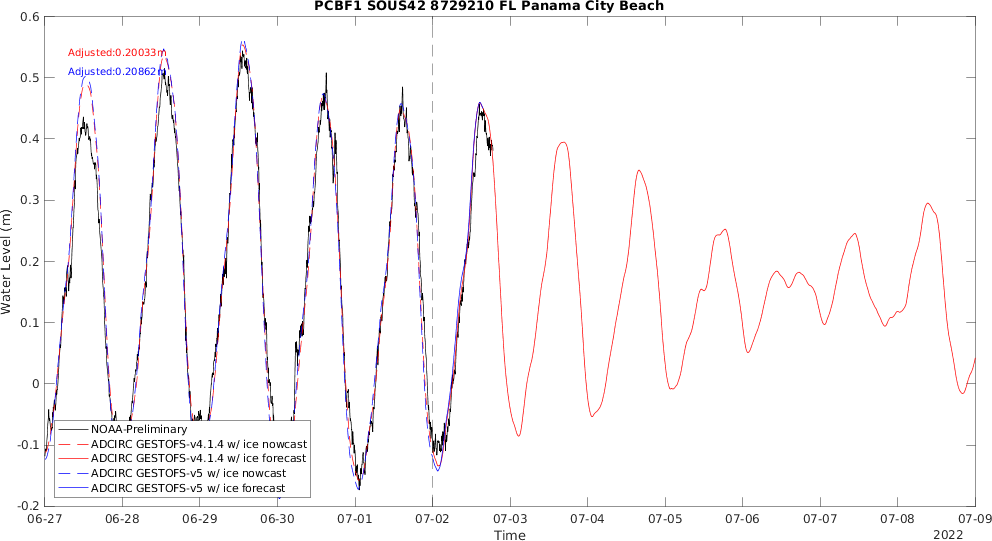 PCBF1 SOUS42 8729210 FL Panama City Beach
0.6
Adjusted:0.20033m
Adjusted:0.20862m
0.5
0.4
0.3
0.2
0.1
0
-0.1
-0.2
Water Level (m)
NOAA-Preliminary
ADCIRC GESTOFS-v4.1.4 w/ ice nowcast
ADCIRC GESTOFS-v4.1.4 w/ ice forecast
ADCIRC GESTOFS-v5 w/ ice nowcast
ADCIRC GESTOFS-v5 w/ ice forecast
06-27 06-28 06-29 06-30 07-01 07-02 07-03 07-04 07-05 07-06 07-07 07-08 07-09
Time
2022